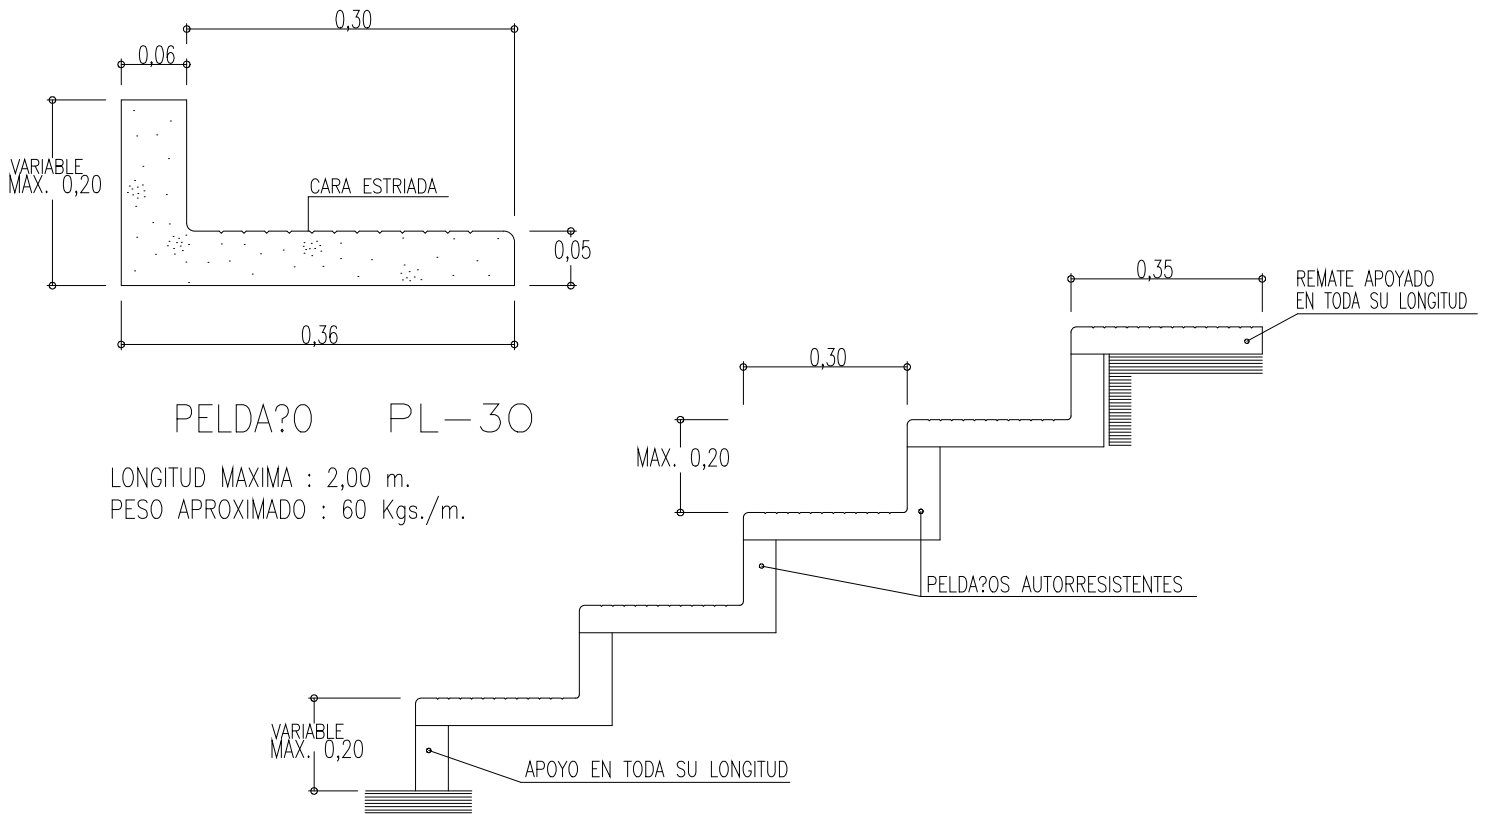 0,30
0,06
VARIABLE
MAX. 0,20
CARA ESTRIADA
0,05
0,36
PELDA?O PL-30
LONGITUD MAXIMA : 2,00 m.
PESO APROXIMADO : 60 Kgs./m.
0,35
REMATE APOYADO
EN TODA SU LONGITUD
0,30
MAX. 0,20
PELDA?OS AUTORRESISTENTES
VARIABLE
MAX. 0,20
APOYO EN TODA SU LONGITUD